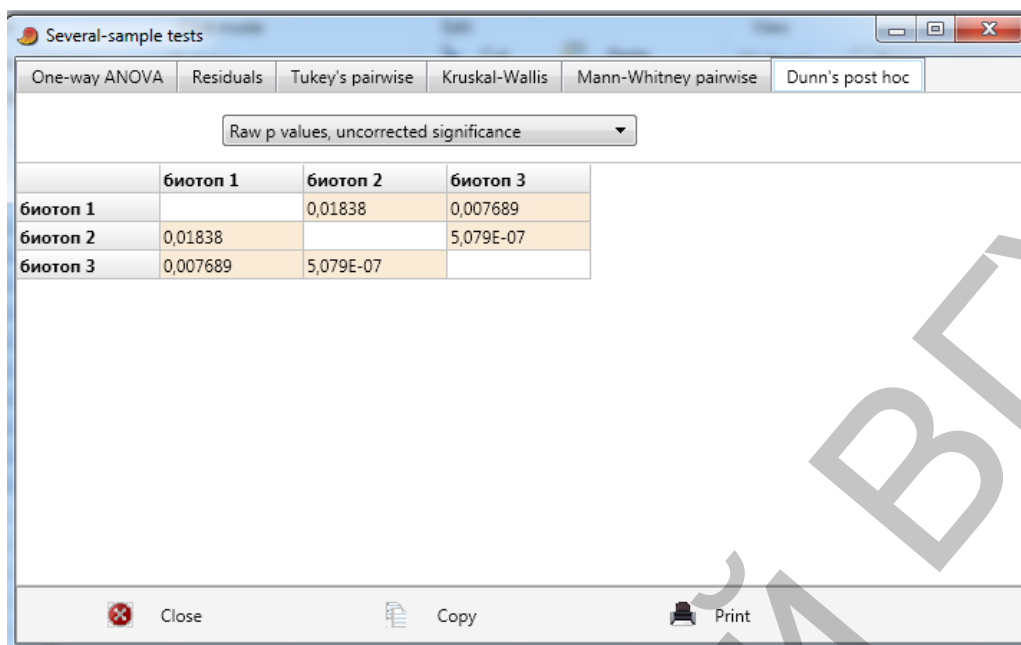 Several-sample tests
One-way ANOVA Residuals Tukey's pairwise Kruskal-Wallis Mann-Whitney pairwise Dunn's post hoc
Raw p values, uncorrected significance
биотоп 1 биотоп 2 биотоп 3
биотоп 1 0,01838 0,007689
биотоп 2 0,01838 5,079E-07
биотоп 3 0,007689 5,079E-07
Close Copy Print